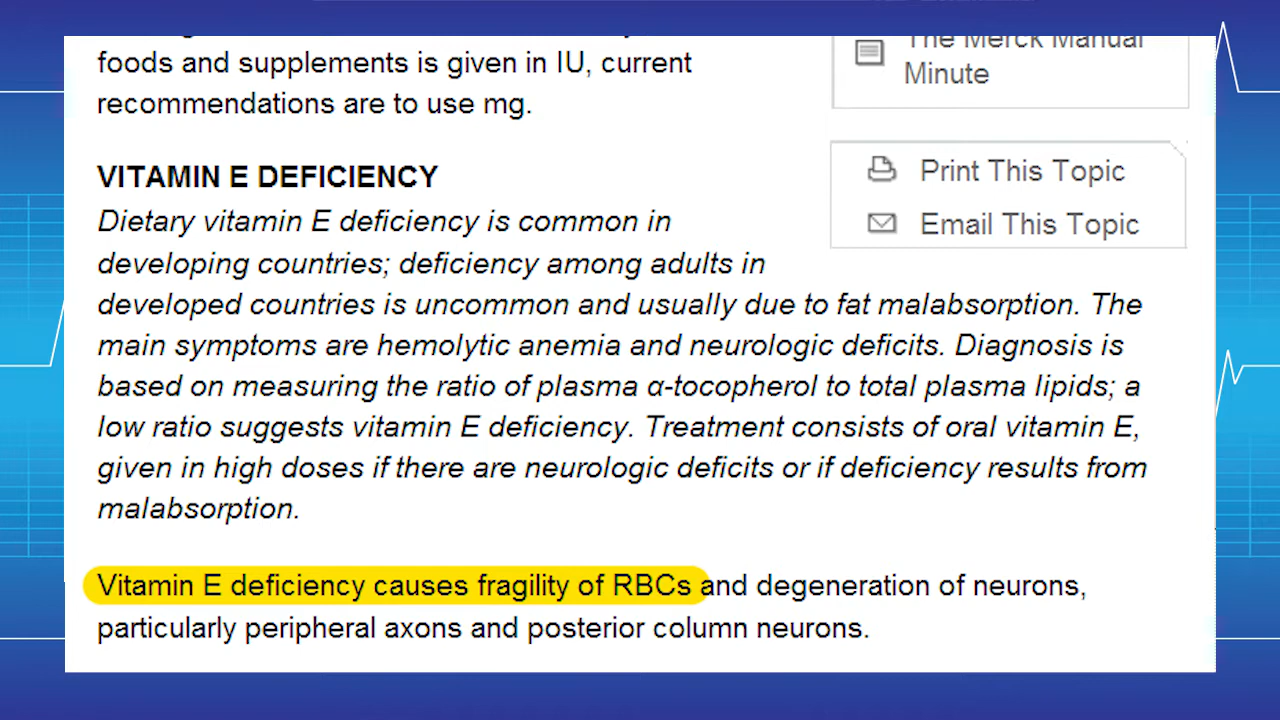 foods and supplements is given in IU, current
recommendations are to use mg.
The Merck Manual
Minute
Print This Topic
Email This Topic
VITAMIN E DEFICIENCY
Dietary vitamin E deficiency is common in
developing countries; deficiency among adults in
developed countries is uncommon and usually due to fat malabsorption. The
main symptoms are hemolytic anemia and neurologic deficits. Diagnosis is
based on measuring the ratio of plasma α-tocopherol to total plasma lipids; a
low ratio suggests vitamin E deficiency. Treatment consists of oral vitamin E,
given in high doses if there are neurologic deficits or if deficiency results from
malabsorption.
Vitamin E deficiency causes fragility of RBCs and degeneration of neurons,
particularly peripheral axons and posterior column neurons.